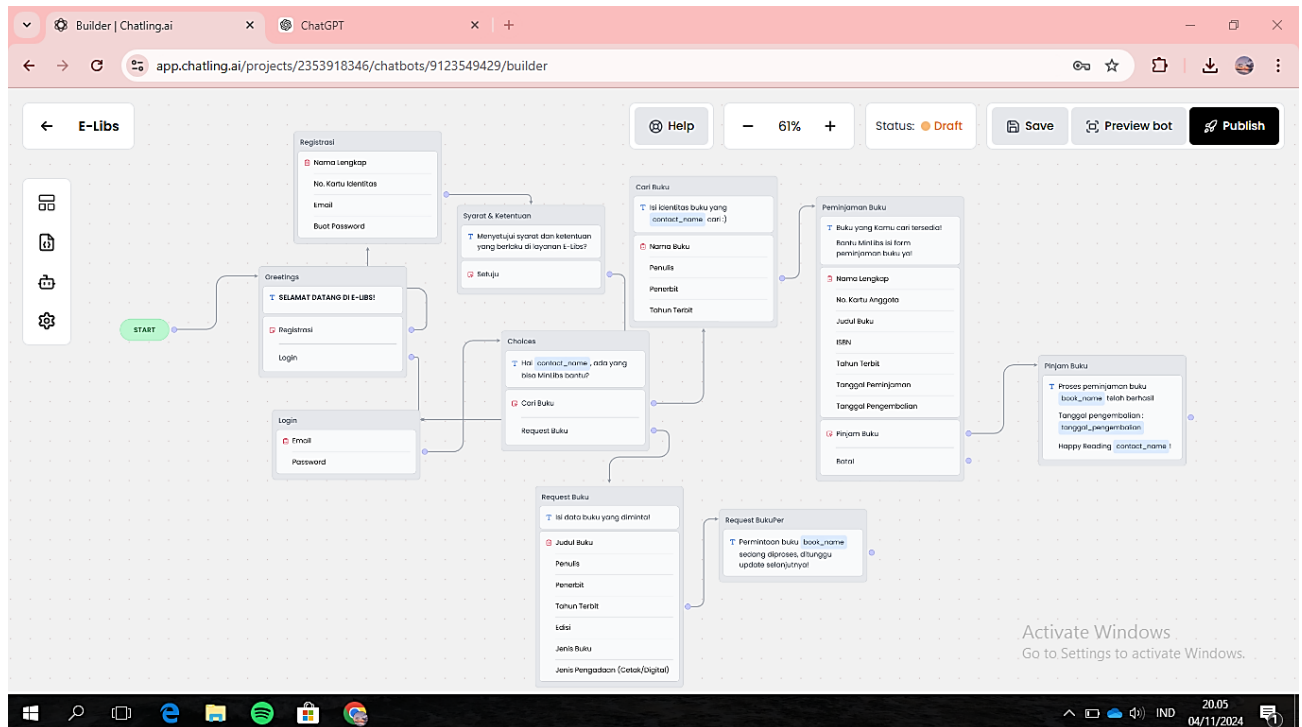 Builder | Chatling.ai
ChatGPT
app.chatling.ai/projects/2353918346/chatbots/9123549429/builder
E-Libs
Help
61%
Status: Draft
Save
Preview bot
Publish
START
Greetings
SELAMAT DATANG DI E-LIBS!
Registrasi
Login
Registrasi
Nama Lengkap
No. Kartu Identitas
Email
Buat Password
Syarat & Ketentuan
Menyetujui syarat dan ketentuan
yang berlaku di layanan E-Libs?
Setuju
Login
Email
Password
Choices
Hai contact_name, ada yang
bisa MinLibs bantu?
Cari Buku
Request Buku
Cari Buku
Isi identitas buku yang
contact_name cari :)
Nama Buku
Penulis
Penerbit
Tahun Terbit
Peminjaman Buku
Buku yang Kamu cari tersedia!
Bantu MinLibs isi form
peminjaman buku ya!
Nama Lengkap
No. Kartu Anggota
Judul Buku
ISBN
Tahun Terbit
Tanggal Peminjaman
Tanggal Pengembalian
Pinjam Buku
Batal
Pinjam Buku
Proses peminjaman buku
book_name telah berhasil
Tanggal pengembalian :
tanggal_pengembalian
Happy Reading contact_name !
Request Buku
Isi data buku yang diminta!
Judul Buku
Penulis
Penerbit
Tahun Terbit
Edisi
Jenis Buku
Jenis Pengadaan (Cetak/Digital)
Request BukuPer
Permintaan buku book_name
sedang diproses, ditunggu
update selanjutnya!
Activate Windows
Go to Settings to activate Windows.
IND
20.05
04/11/2024